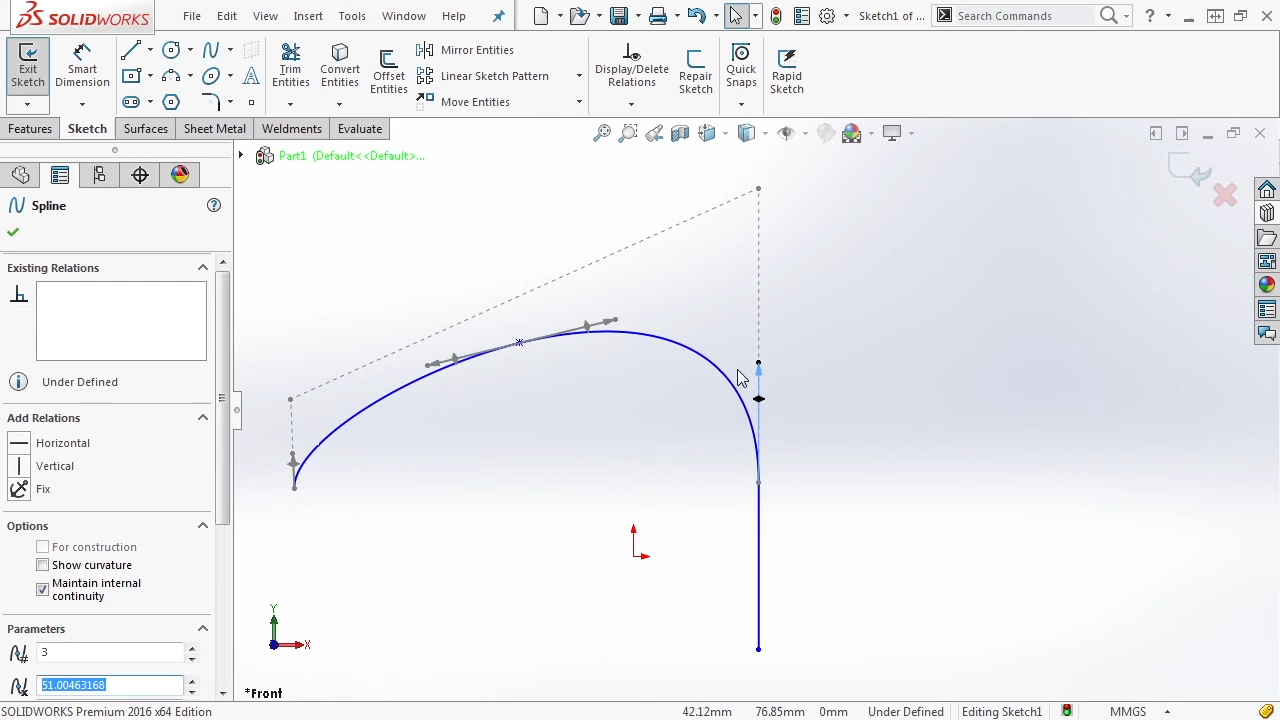 SOLIDWORKS
File Edit View Insert Tools Window Help
Sketch1 of ...
Search Commands
Exit Sketch
Smart Dimension
Trim Entities
Convert Entities
Offset Entities
Mirror Entities
Linear Sketch Pattern
Move Entities
Display/Delete Relations
Repair Sketch
Quick Snaps
Rapid Sketch
Features Sketch Surfaces Sheet Metal Weldments Evaluate
Part1 (Default<<Default>...
Spline
Existing Relations
Under Defined
Add Relations
Horizontal
Vertical
Fix
Options
For construction
Show curvature
Maintain internal
continuity
Parameters
3
51.00463168
Y
X
*Front
SOLIDWORKS Premium 2016 x64 Edition 42.12mm 76.85mm 0mm Under Defined Editing Sketch1 MMGS